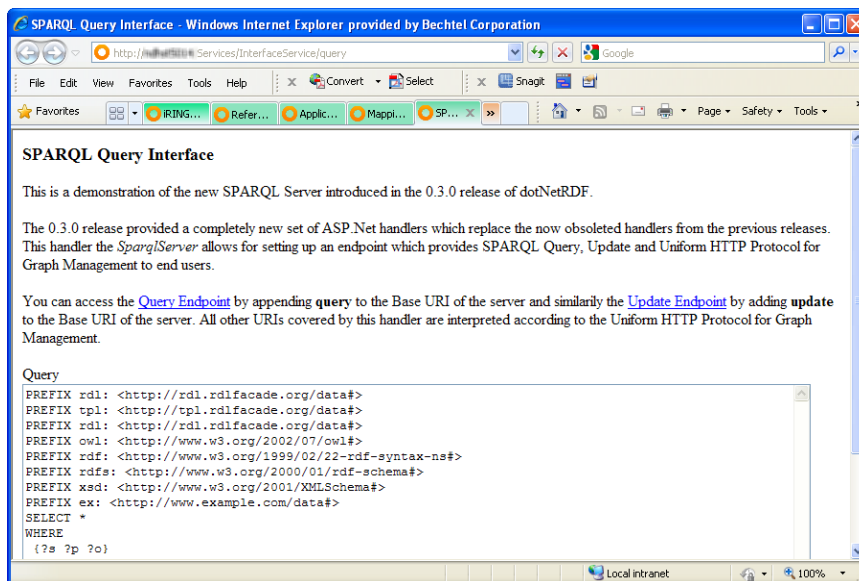 SPARQL Query Interface - Windows Internet Explorer provided by Bechtel Corporation
http:// :Services/InterfaceService/query
Google
File Edit View Favorites Tools Help x Convert Select x Snagit
Favorites iRING... Refer... Applic... Mappi... SP... x » Page Safety Tools »
SPARQL Query Interface
This is a demonstration of the new SPARQL Server introduced in the 0.3.0 release of dotNetRDF.
The 0.3.0 release provided a completely new set of ASP.Net handlers which replace the now obsoleted handlers from the previous releases.
This handler the SparqlServer allows for setting up an endpoint which provides SPARQL Query, Update and Uniform HTTP Protocol for
Graph Management to end users.
You can access the Query Endpoint by appending query to the Base URI of the server and similarily the Update Endpoint by adding update
to the Base URI of the server. All other URIs covered by this handler are interpreted according to the Uniform HTTP Protocol for Graph
Management.
Query
PREFIX rdl: <http://rdl.rdlfacade.org/data#>
PREFIX tpl: <http://tpl.rdlfacade.org/data#>
PREFIX rdl: <http://rdl.rdlfacade.org/data#>
PREFIX owl: <http://www.w3.org/2002/07/owl#>
PREFIX rdf: <http://www.w3.org/1999/02/22-rdf-syntax-ns#>
PREFIX rdfs: <http://www.w3.org/2000/01/rdf-schema#>
PREFIX xsd: <http://www.w3.org/2001/XMLSchema#>
PREFIX ex: <http://www.example.com/data#>
SELECT *
WHERE
{?s ?p ?o}
Local intranet 100%